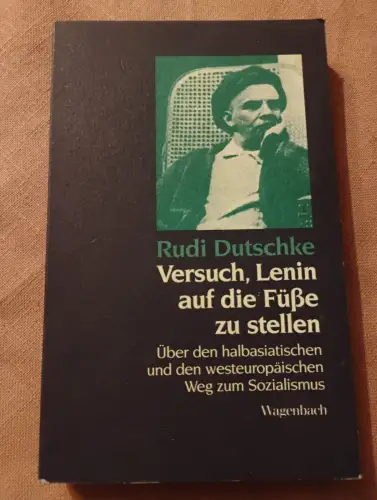 Rudi Dutschke
Versuch, Lenin
auf die Füße
zu stellen
Über den halbasiatischen
und den westeuropäischen
Weg zum Sozialismus
Wagenbach